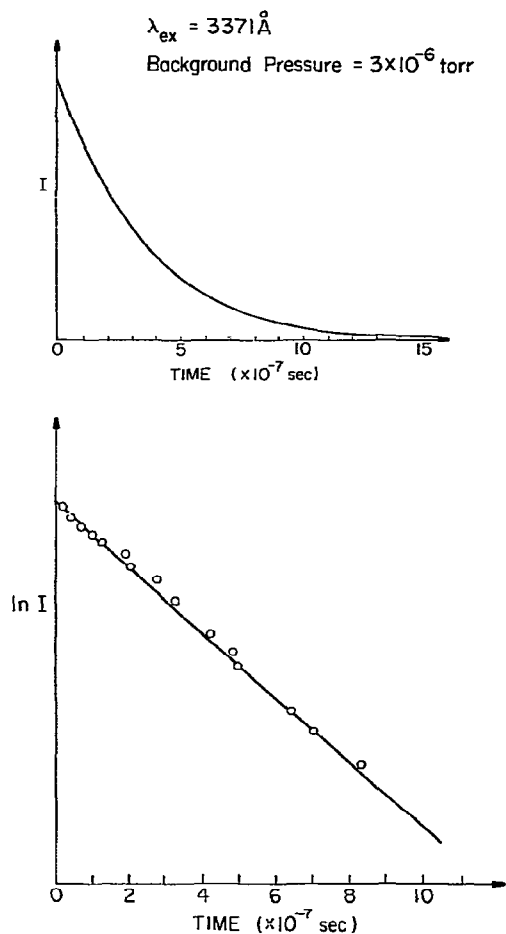 λex = 3371Å
Background Pressure = 3×10⁻⁶ torr
I
0 5 10 15
TIME (×10⁻⁷ sec)
ln I
0 2 4 6 8 10
TIME (×10⁻⁷ sec)